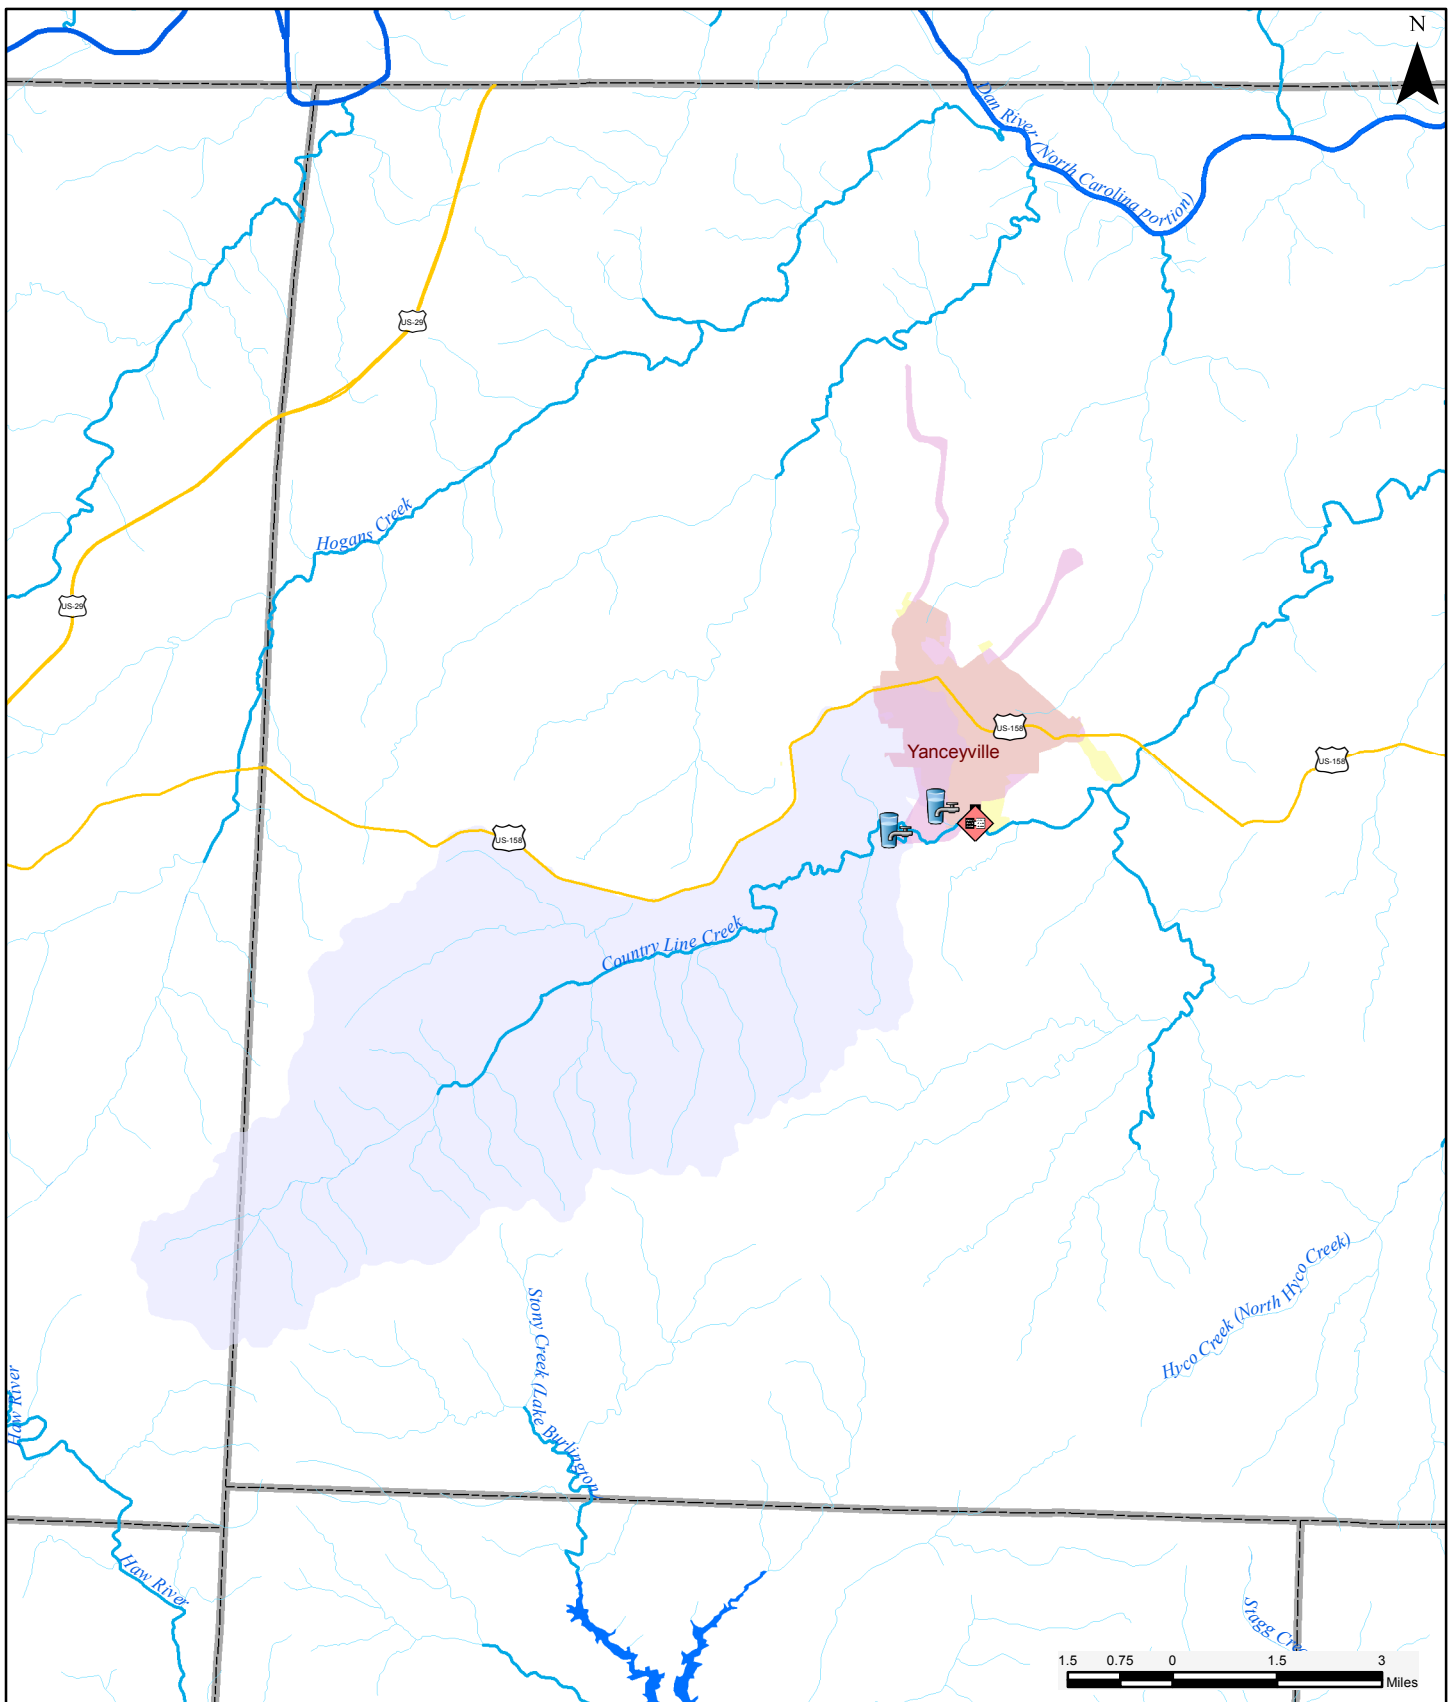 N
Dan River (North Carolina portion)
US-29
Hogans Creek
US-29
US-158
Yanceyville
US-158
US-158
Country Line Creek
Hyco Creek (North Hyco Creek)
Stony Creek (Lake Burlington)
Haw River
Haw River
Stagg Cree
1.5 0.75 0 1.5 3
Miles